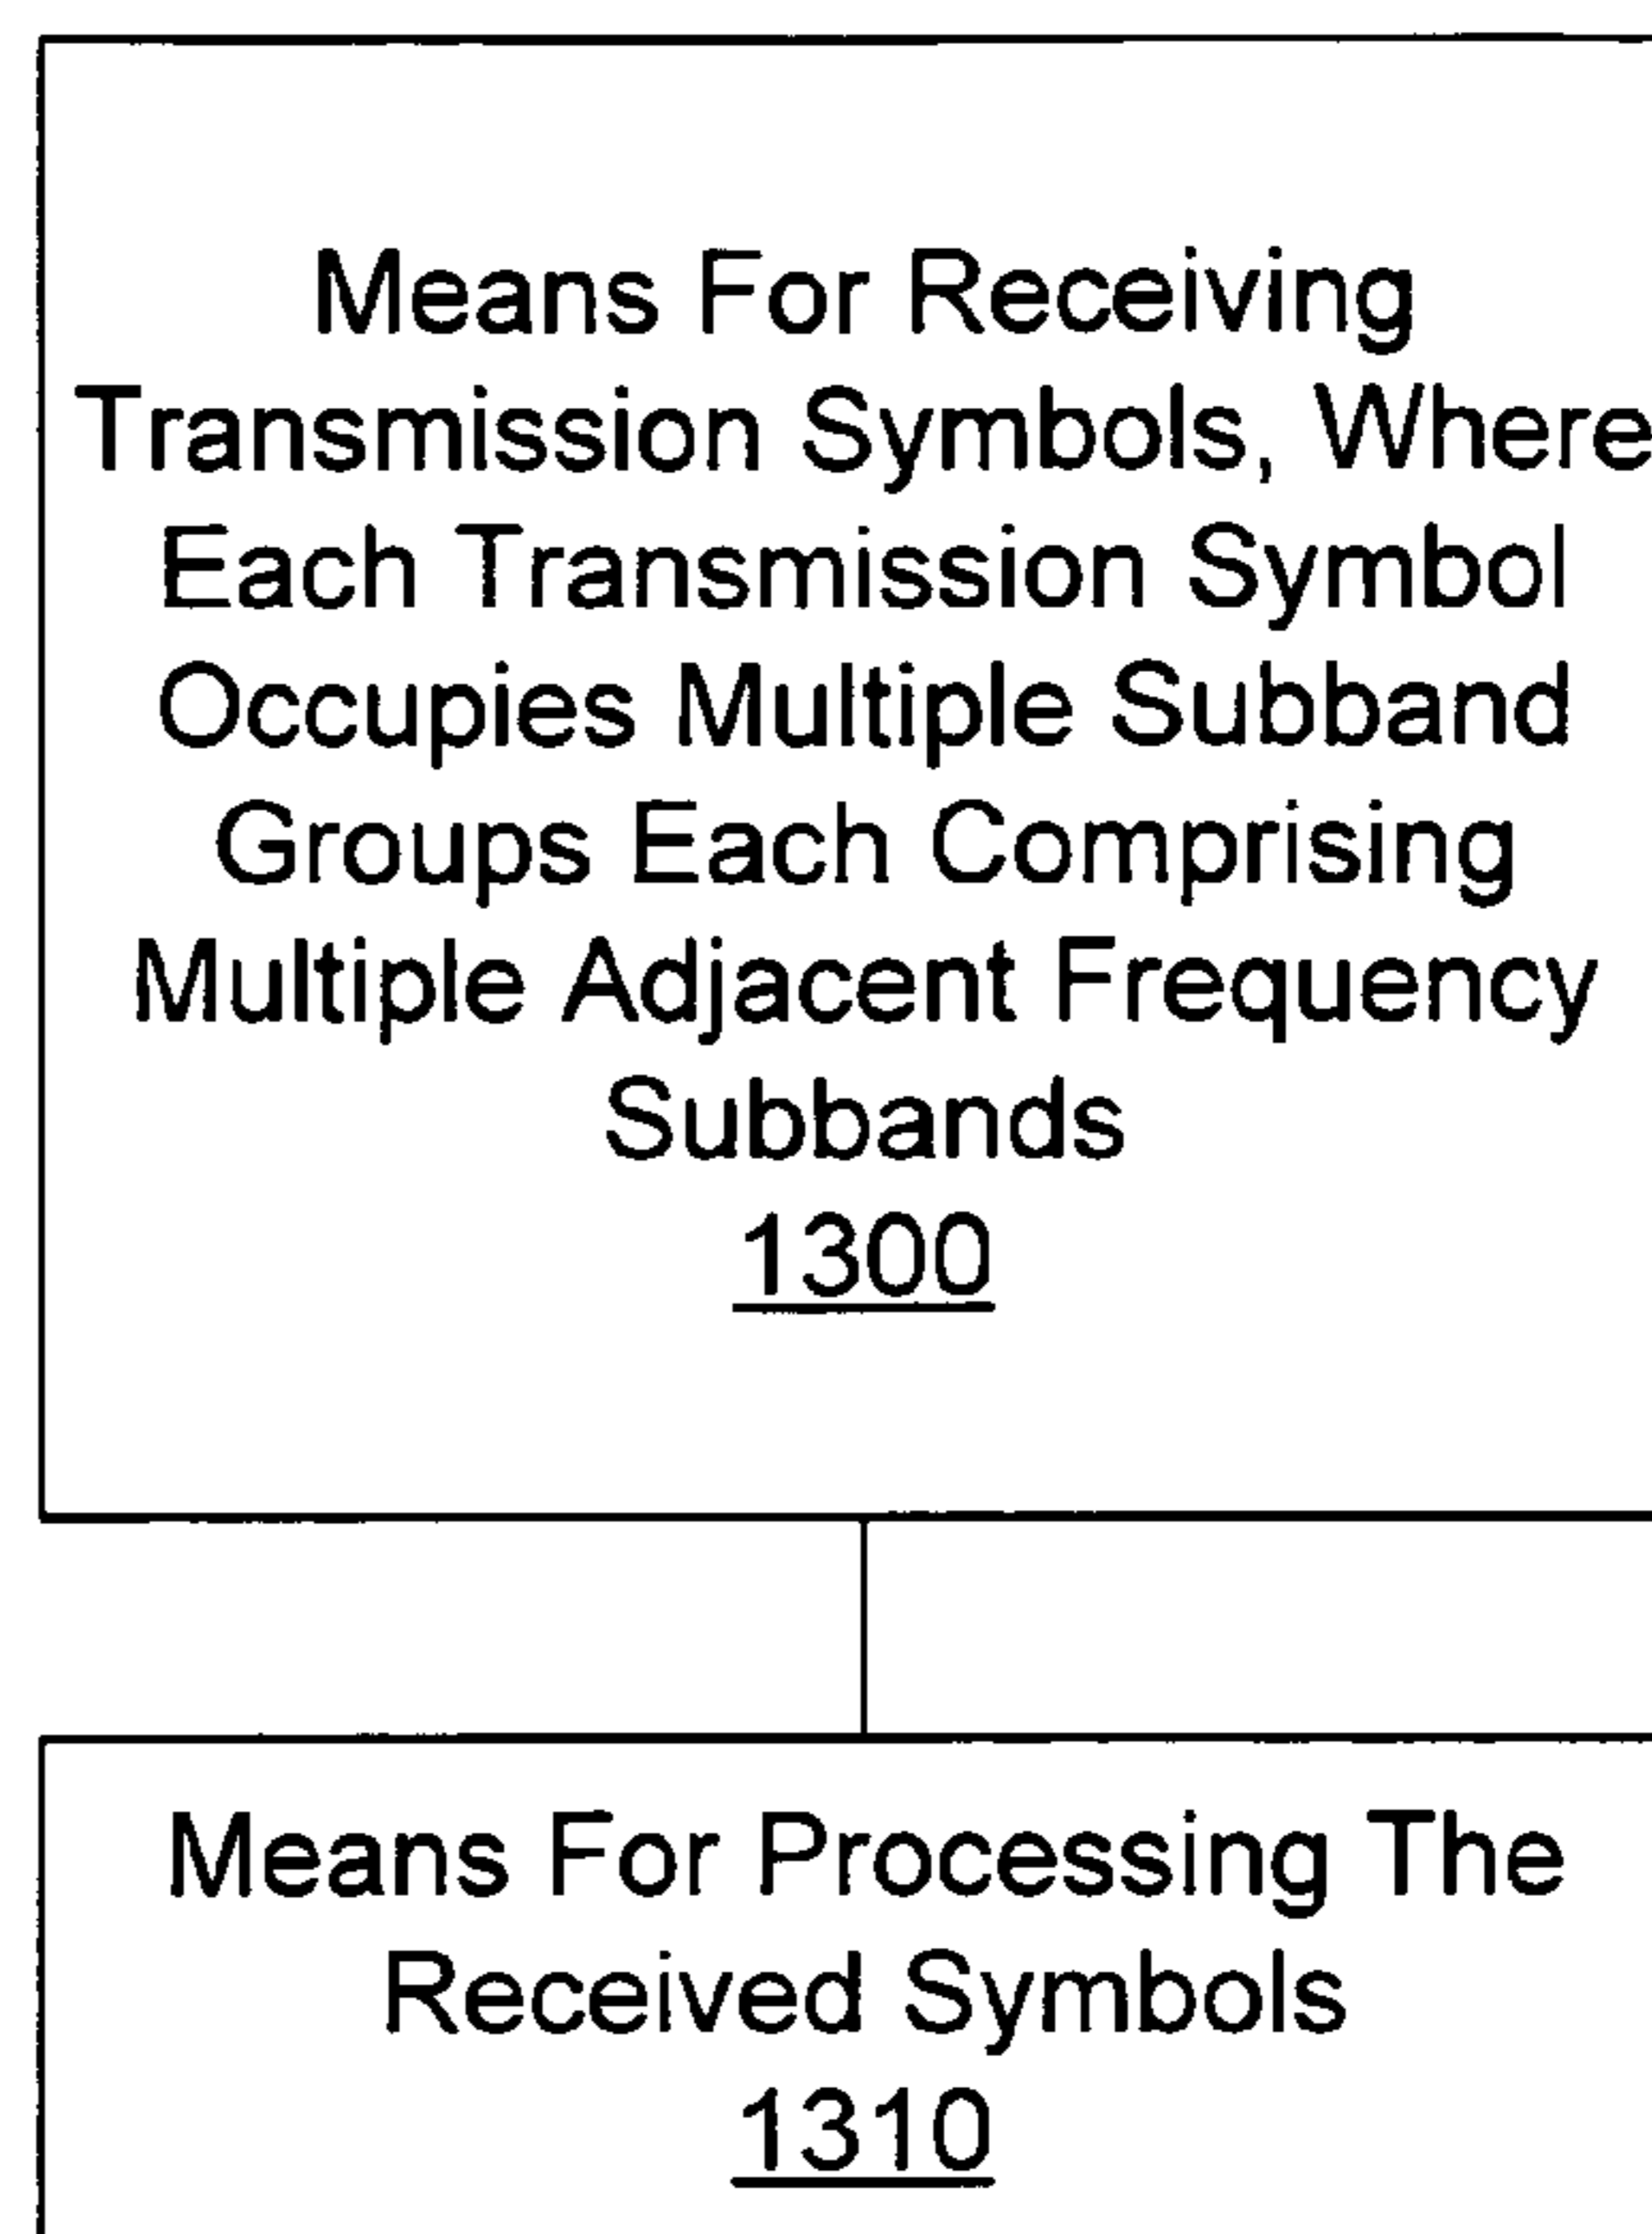 Means For Receiving
Transmission Symbols, Where
Each Transmission Symbol
Occupies Multiple Subband
Groups Each Comprising
Multiple Adjacent Frequency
Subbands
1300
Means For Processing The
Received Symbols
1310